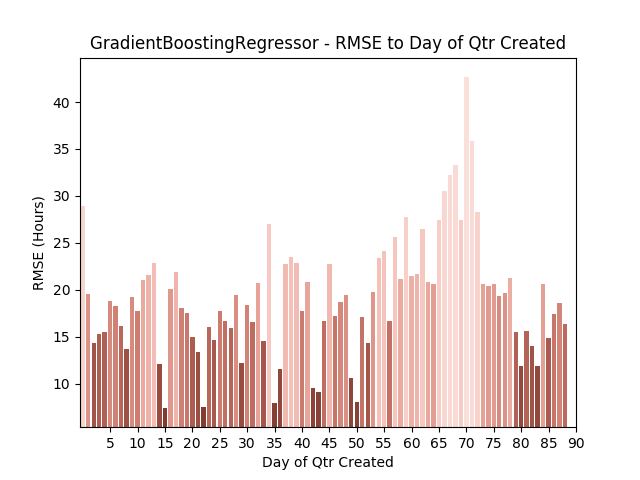 GradientBoostingRegressor - RMSE to Day of Qtr Created
40
35
30
25
20
15
10
RMSE (Hours)
5 10 15 20 25 30 35 40 45 50 55 60 65 70 75 80 85 90
Day of Qtr Created